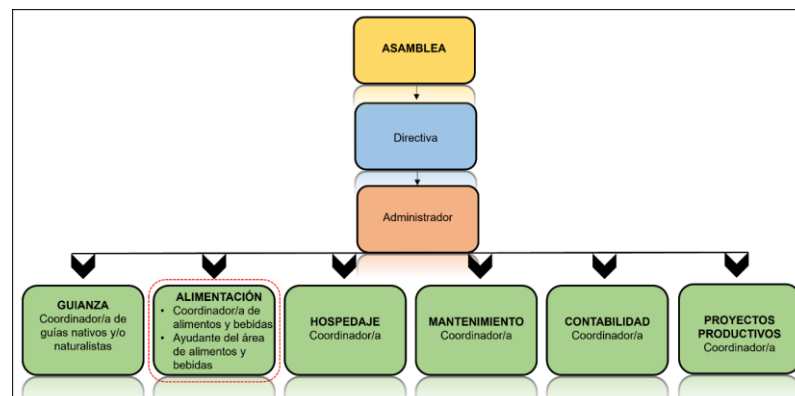 ASAMBLEA
Directiva
Administrador
GUIANZA
Coordinador/a de
guías nativos y/o
naturalistas
ALIMENTACIÓN
• Coordinador/a de
alimentos y bebidas
• Ayudante del área
de alimentos y
bebidas
HOSPEDAJE
Coordinador/a
MANTENIMIENTO
Coordinador/a
CONTABILIDAD
Coordinador/a
PROYECTOS
PRODUCTIVOS
Coordinador/a